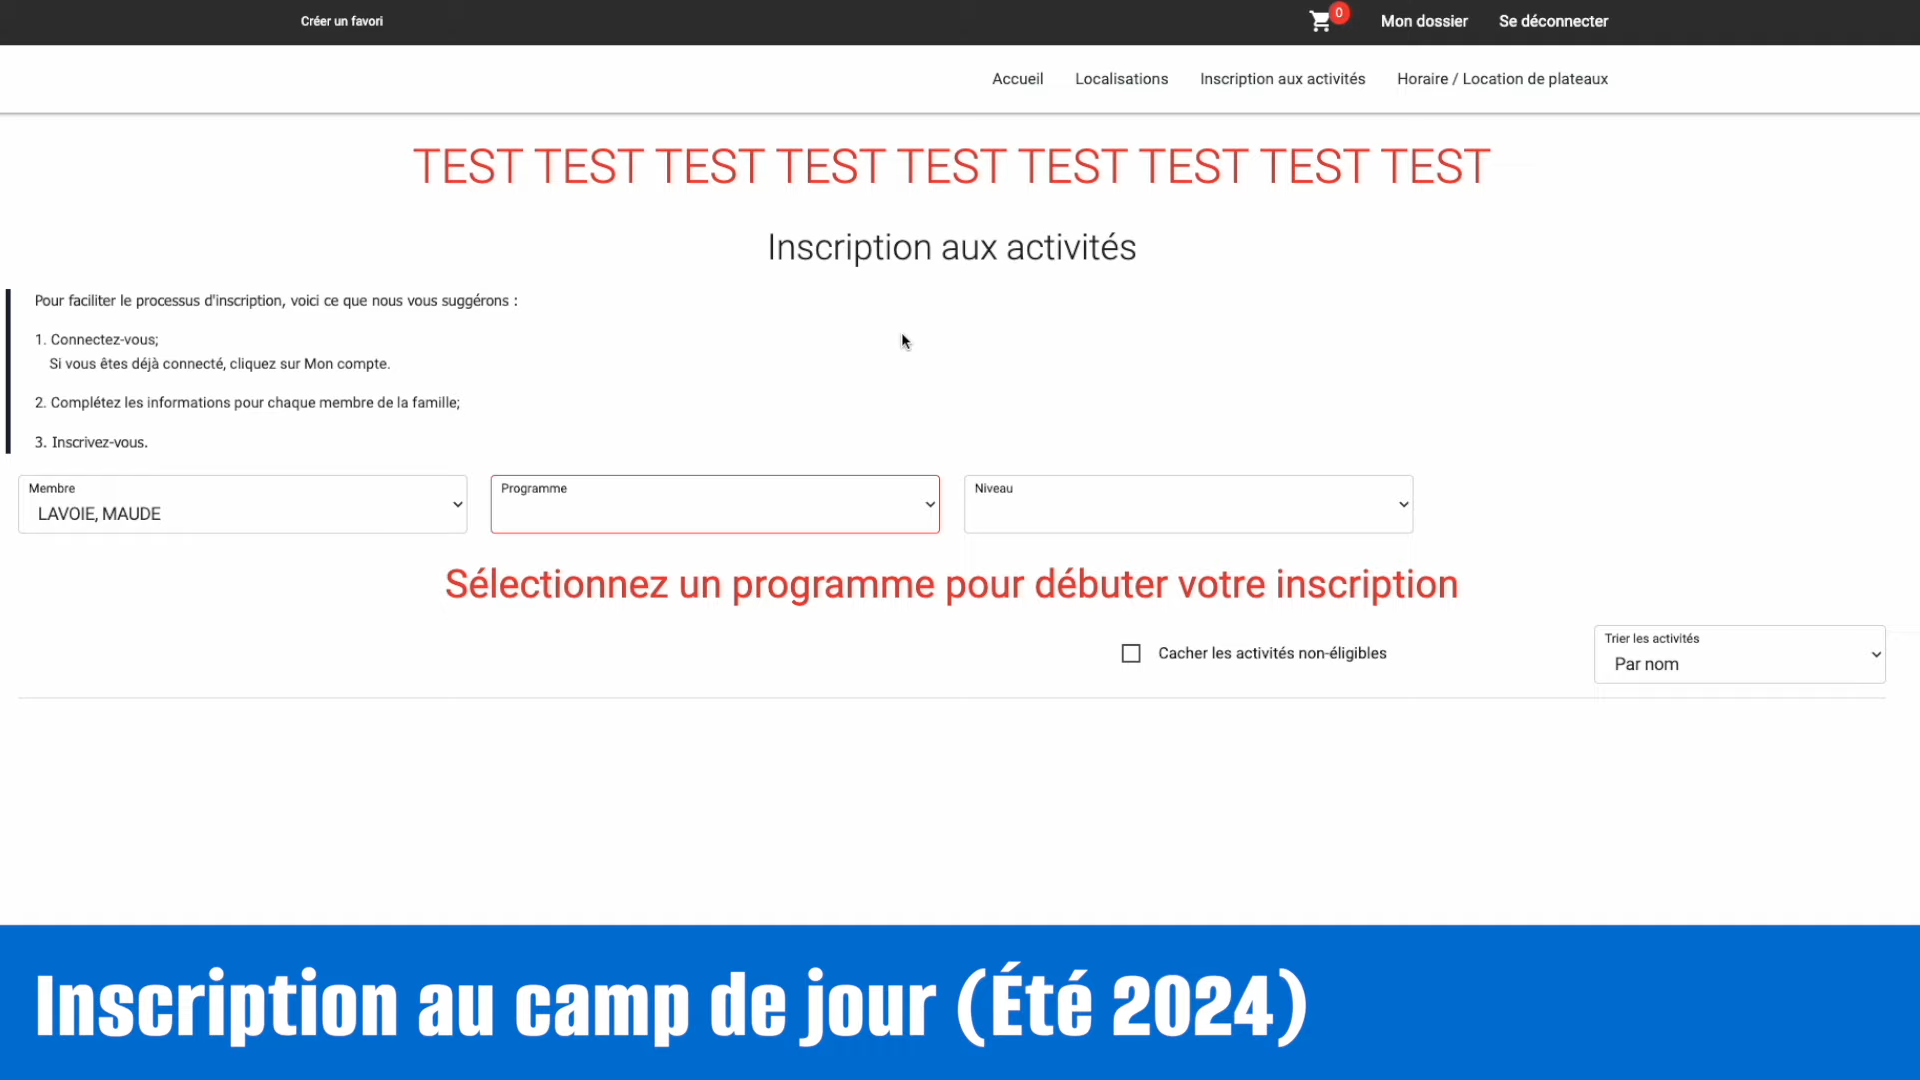 Créer un favori
0
Mon dossier
Se déconnecter
Accueil
Localisations
Inscription aux activités
Horaire / Location de plateaux
TEST TEST TEST TEST TEST TEST TEST TEST TEST
Inscription aux activités
Pour faciliter le processus d'inscription, voici ce que nous vous suggérons :
1. Connectez-vous;
Si vous êtes déjà connecté, cliquez sur Mon compte.
2. Complétez les informations pour chaque membre de la famille;
3. Inscrivez-vous.
Membre
LAVOIE, MAUDE
Programme
Niveau
Sélectionnez un programme pour débuter votre inscription
Cacher les activités non-éligibles
Trier les activités
Par nom
Inscription au camp de jour (Été 2024)